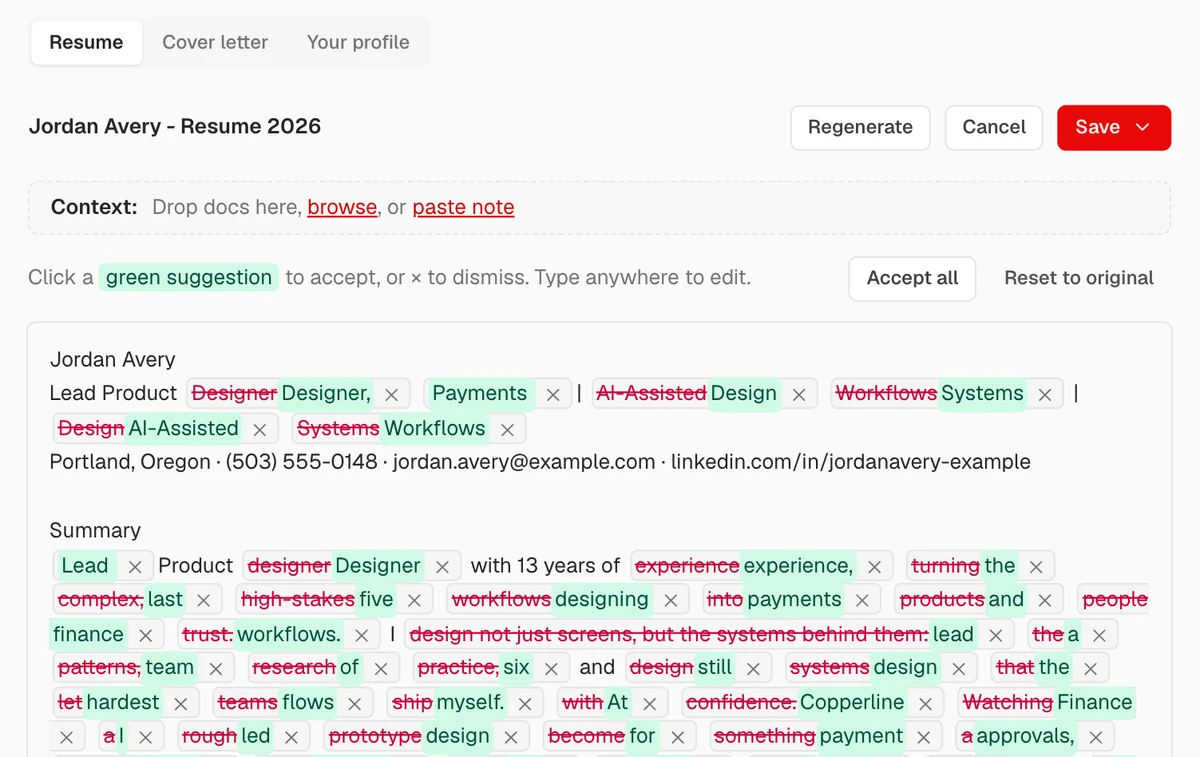 Resume Cover letter Your profile
Jordan Avery - Resume 2026 Regenerate Cancel Save
Context: Drop docs here, browse, or paste note
Click a green suggestion to accept, or × to dismiss. Type anywhere to edit. Accept all Reset to original
Jordan Avery
Lead Product Designer Designer, × Payments × | AI-Assisted Design × Workflows Systems × |
Design AI-Assisted × Systems Workflows ×
Portland, Oregon · (503) 555-0148 · jordan.avery@example.com · linkedin.com/in/jordanavery-example
Summary
Lead × Product designer Designer × with 13 years of experience experience, × turning the ×
complex, last × high-stakes five × workflows designing × into payments × products and × people
finance × trust. workflows. × I design not just screens, but the systems behind them: lead × the a ×
patterns, team × research of × practice, six × and design still × systems design × that the ×
let hardest × teams flows × ship myself. × with At × confidence. Copperline × Watching Finance
× a I × rough led × prototype design × become for × something payment × a approvals, ×